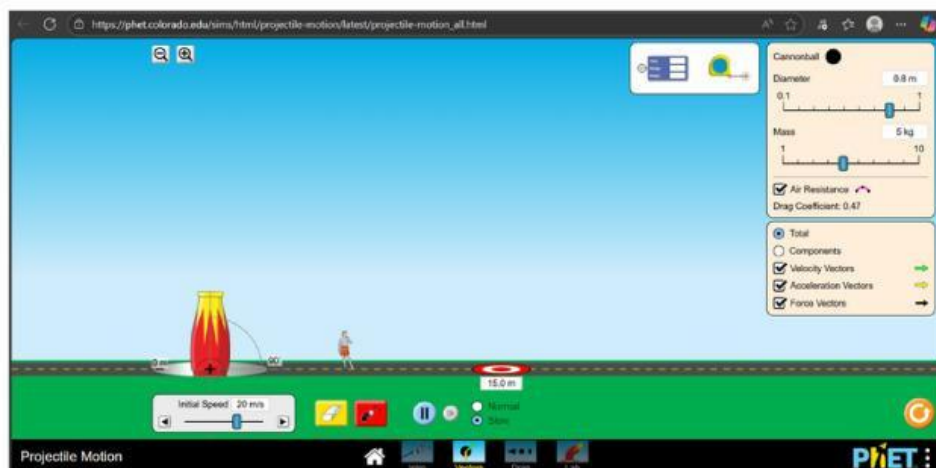 https://phet.colorado.edu/sims/html/projectile-motion/latest/projectile-motion_all.html
Cannonball
Diameter 0.8 m
0.1 1
Mass 5 kg
1 10
Air Resistance
Drag Coefficient: 0.47
Total
Components
Velocity Vectors
Acceleration Vectors
Force Vectors
0 m
90°
15.0 m
Initial Speed 20 m/s
Normal
Slow
Projectile Motion
Intro Vectors Drag Lab
PhET